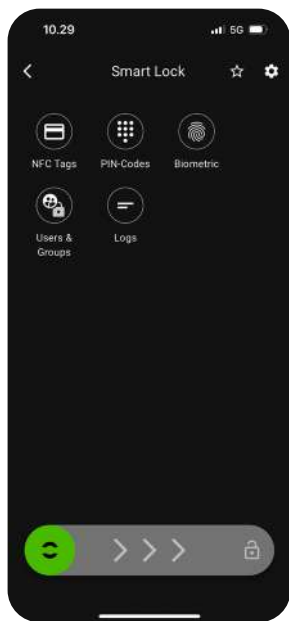 10.29
5G
Smart Lock
NFC Tags
PIN-Codes
Biometric
Users &
Groups
Logs